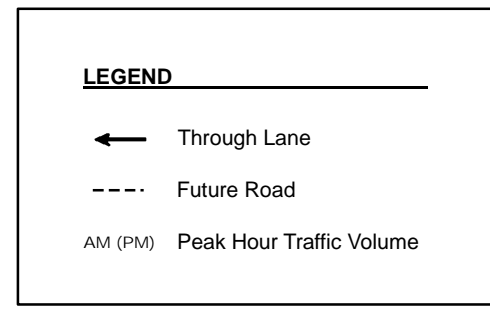 LEGEND
Through Lane
Future Road
AM (PM) Peak Hour Traffic Volume